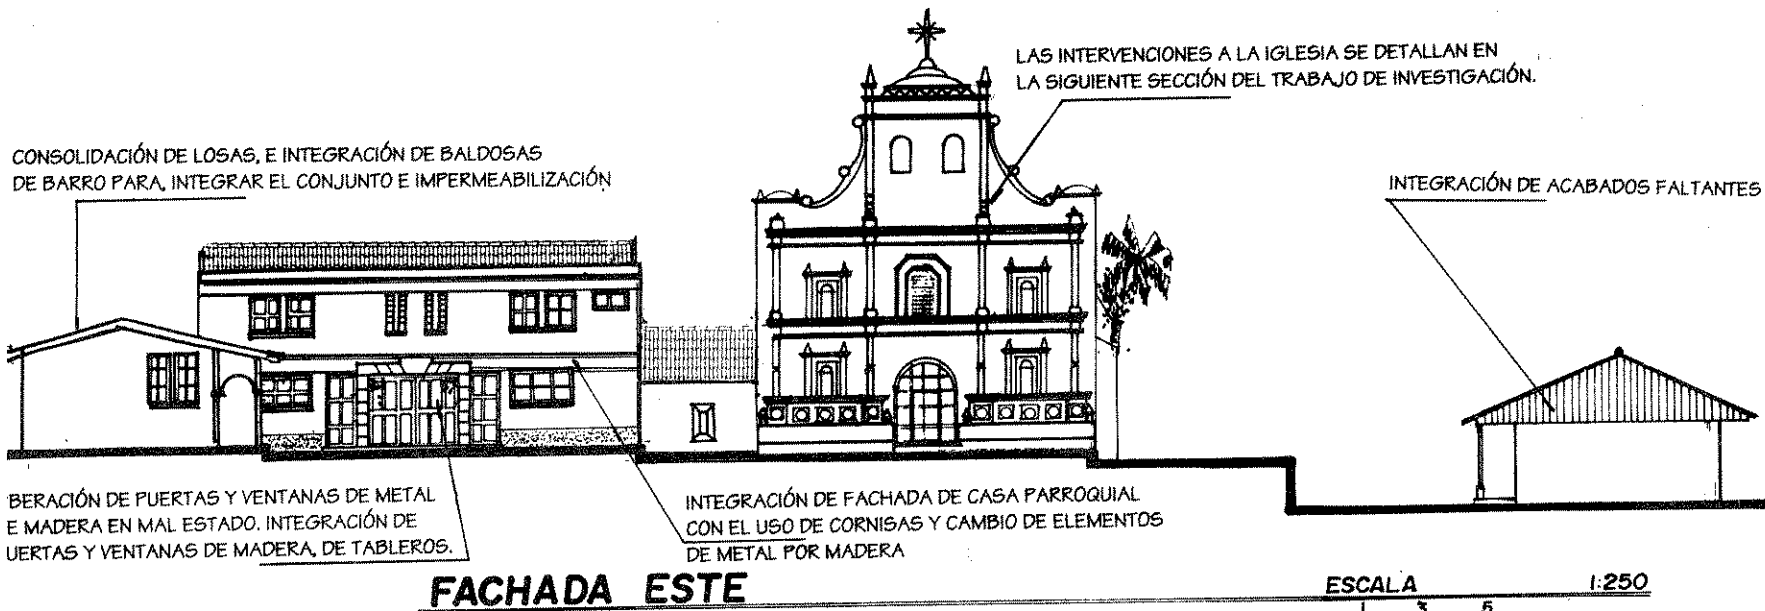 LAS INTERVENCIONES A LA IGLESIA SE DETALLAN EN
LA SIGUIENTE SECCIÓN DEL TRABAJO DE INVESTIGACIÓN.
CONSOLIDACIÓN DE LOSAS, E INTEGRACIÓN DE BALDOSAS
DE BARRO PARA, INTEGRAR EL CONJUNTO E IMPERMEABILIZACIÓN
INTEGRACIÓN DE ACABADOS FALTANTES
BERACIÓN DE PUERTAS Y VENTANAS DE METAL
E MADERA EN MAL ESTADO. INTEGRACIÓN DE
UERTAS Y VENTANAS DE MADERA, DE TABLEROS.
INTEGRACIÓN DE FACHADA DE CASA PARROQUIAL
CON EL USO DE CORNISAS Y CAMBIO DE ELEMENTOS
DE METAL POR MADERA
FACHADA ESTE
ESCALA 1:250
1 3 5